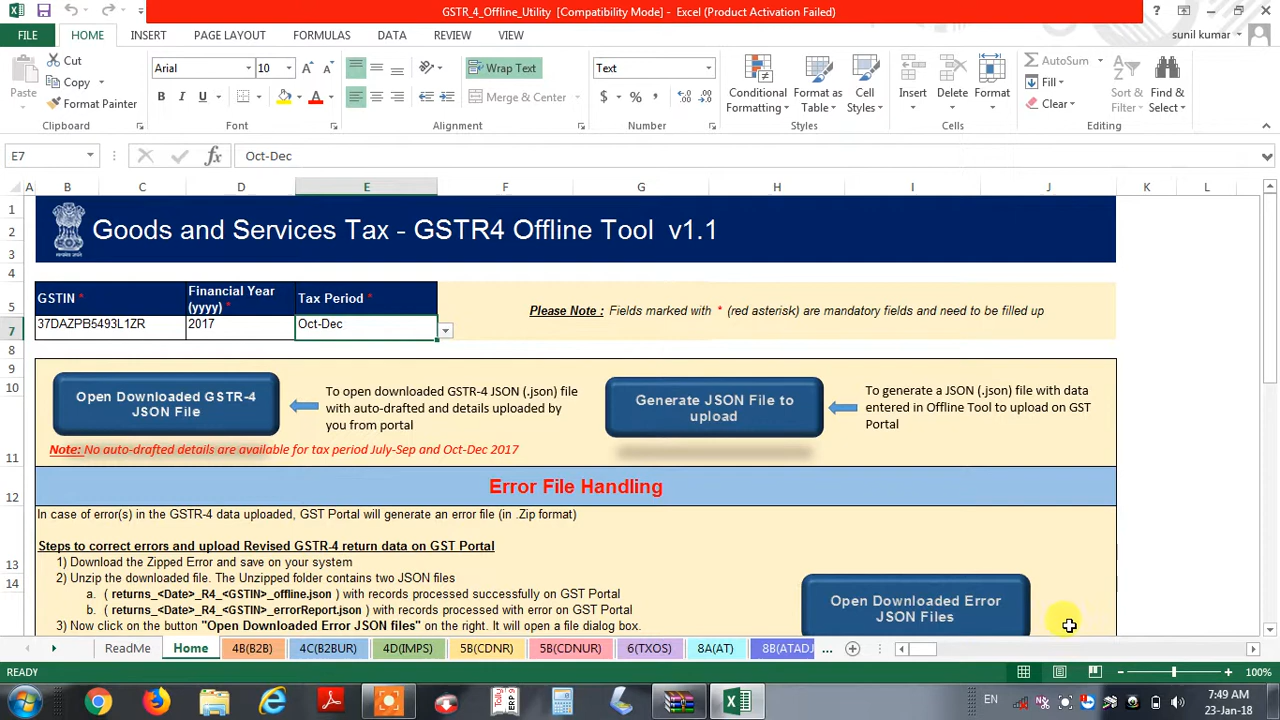 GSTR_4_Offline_Utility [Compatibility Mode] - Excel (Product Activation Failed)
FILE HOME INSERT PAGE LAYOUT FORMULAS DATA REVIEW VIEW sunil kumar
Paste
Cut
Copy
Format Painter
Arial 10
B I U A
Wrap Text
Merge & Center
Text
$ % ,
Conditional Formatting
Format as Table
Cell Styles
Insert Delete Format
AutoSum
Fill
Clear
Sort & Filter
Find & Select
Clipboard Font Alignment Number Styles Cells Editing
E7 fx Oct-Dec
A B C D E F G H I J K L
1
2
3
4
5
7
8
9
10
11
12
13
14
Goods and Services Tax - GSTR4 Offline Tool v1.1
GSTIN * Financial Year (yyyy) * Tax Period *
37DAZPB5493L1ZR 2017 Oct-Dec
Please Note : Fields marked with * (red asterisk) are mandatory fields and need to be filled up
Open Downloaded GSTR-4
JSON File
To open downloaded GSTR-4 JSON (.json) file
with auto-drafted and details uploaded by
you from portal
Generate JSON File to
upload
To generate a JSON (.json) file with data
entered in Offline Tool to upload on GST
Portal
Note: No auto-drafted details are available for tax period July-Sep and Oct-Dec 2017
Error File Handling
In case of error(s) in the GSTR-4 data uploaded, GST Portal will generate an error file (in .Zip format)
Steps to correct errors and upload Revised GSTR-4 return data on GST Portal
1) Download the Zipped Error and save on your system
2) Unzip the downloaded file. The Unzipped folder contains two JSON files
a. ( returns_<Date>_R4_<GSTIN>_offline.json ) with records processed successfully on GST Portal
b. ( returns_<Date>_R4_<GSTIN>_errorReport.json ) with records processed with error on GST Portal
3) Now click on the button "Open Downloaded Error JSON files" on the right. It will open a file dialog box.
Open Downloaded Error
JSON Files
ReadMe Home 4B(B2B) 4C(B2BUR) 4D(IMPS) 5B(CDNR) 5B(CDNUR) 6(TXOS) 8A(AT) 8B(ATADJ ...
READY 100%
EN 7:49 AM
23-Jan-18